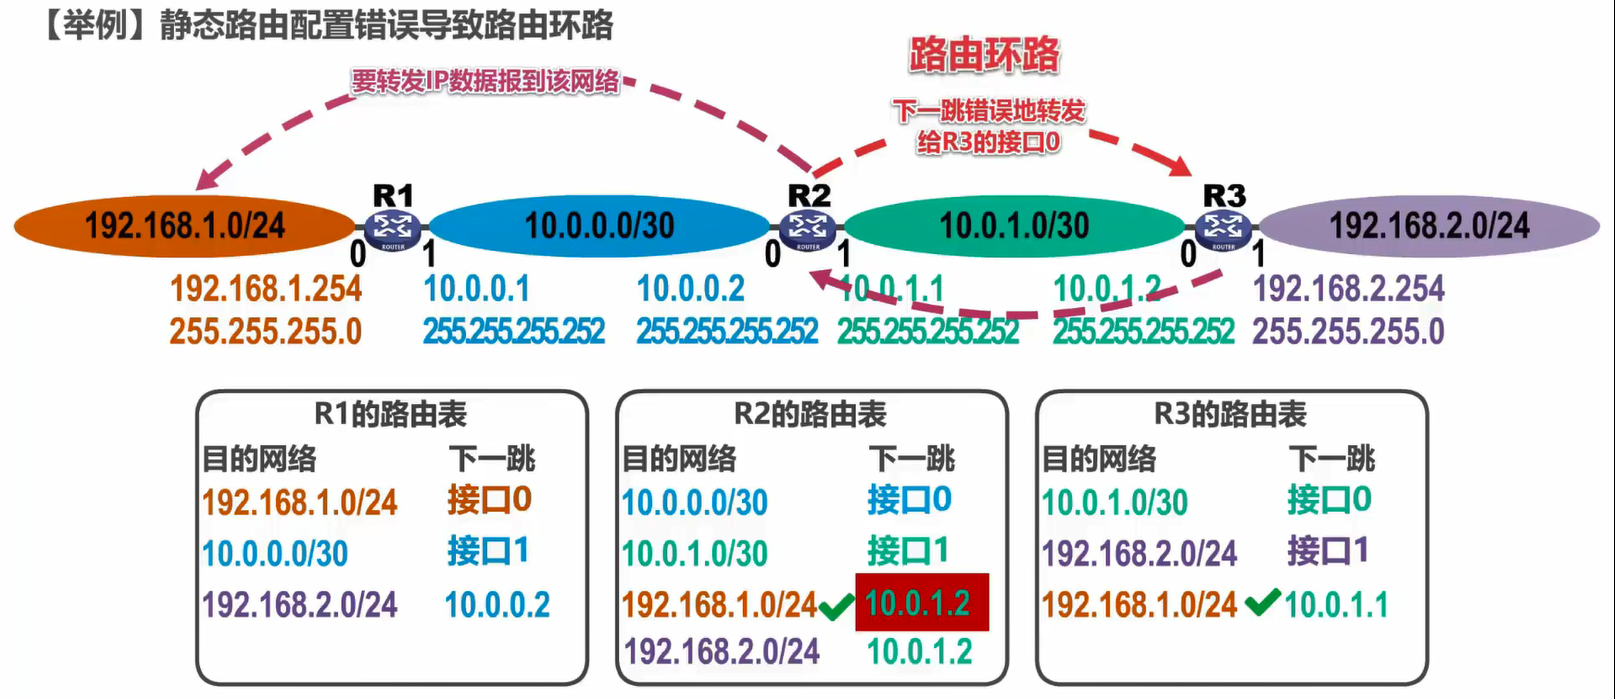 【举例】静态路由配置错误导致路由环路
路由环路
要转发IP数据报到该网络
下一跳错误地转发
给R3的接口0
R1
R2
R3
192.168.1.0/24
10.0.0.0/30
10.0.1.0/30
192.168.2.0/24
ROUTER
ROUTER
ROUTER
0
1
0
1
0
1
192.168.1.254
10.0.0.1
10.0.0.2
10.0.1.1
10.0.1.2
192.168.2.254
255.255.255.0
255.255.255.252
255.255.255.252
255.255.255.252
255.255.255.252
255.255.255.0
R1的路由表
目的网络 下一跳
192.168.1.0/24 接口0
10.0.0.0/30 接口1
192.168.2.0/24 10.0.0.2
R2的路由表
目的网络 下一跳
10.0.0.0/30 接口0
10.0.1.0/30 接口1
192.168.1.0/24 10.0.1.2
192.168.2.0/24 10.0.1.2
R3的路由表
目的网络 下一跳
10.0.1.0/30 接口0
192.168.2.0/24 接口1
192.168.1.0/24 10.0.1.1